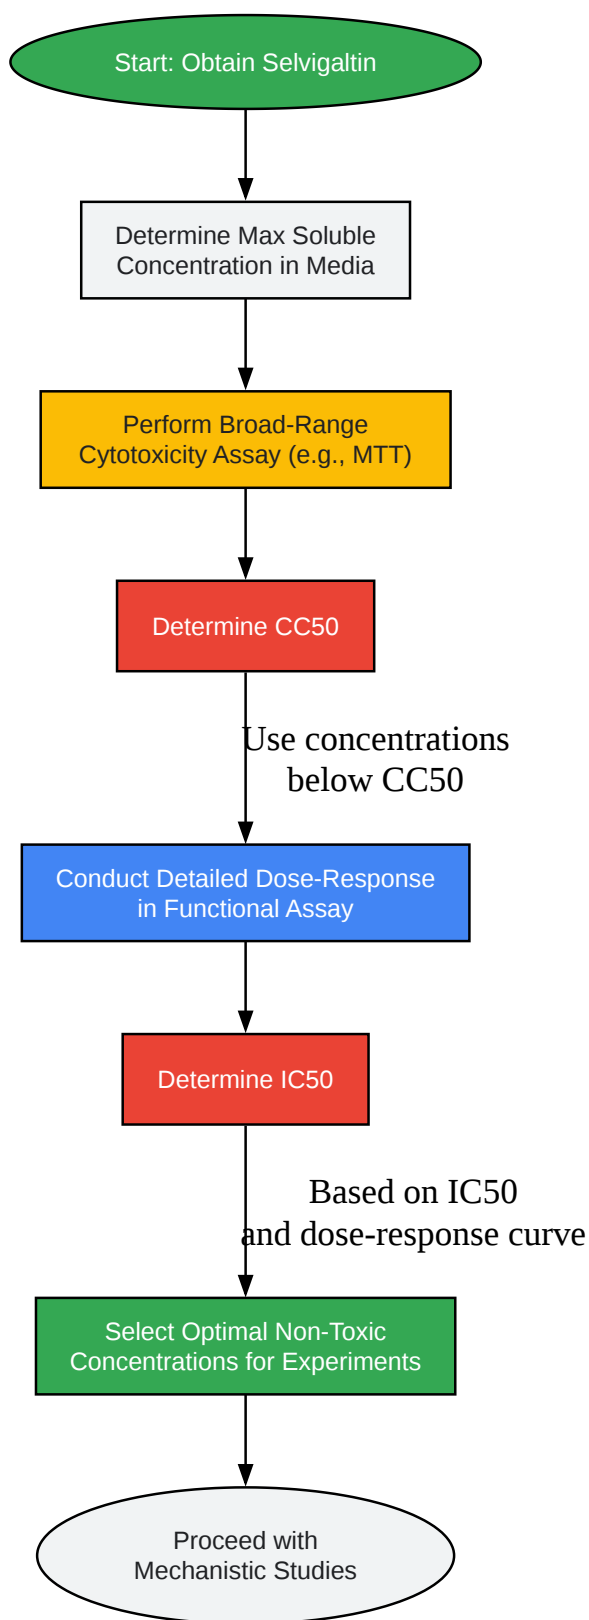 Start: Obtain Selvigaltin
Determine Max Soluble
Concentration in Media
Perform Broad-Range
Cytotoxicity Assay (e.g., MTT)
Determine CC50
Use concentrations
below CC50
Conduct Detailed Dose-Response
in Functional Assay
Determine IC50
Based on IC50
and dose-response curve
Select Optimal Non-Toxic
Concentrations for Experiments
Proceed with
Mechanistic Studies